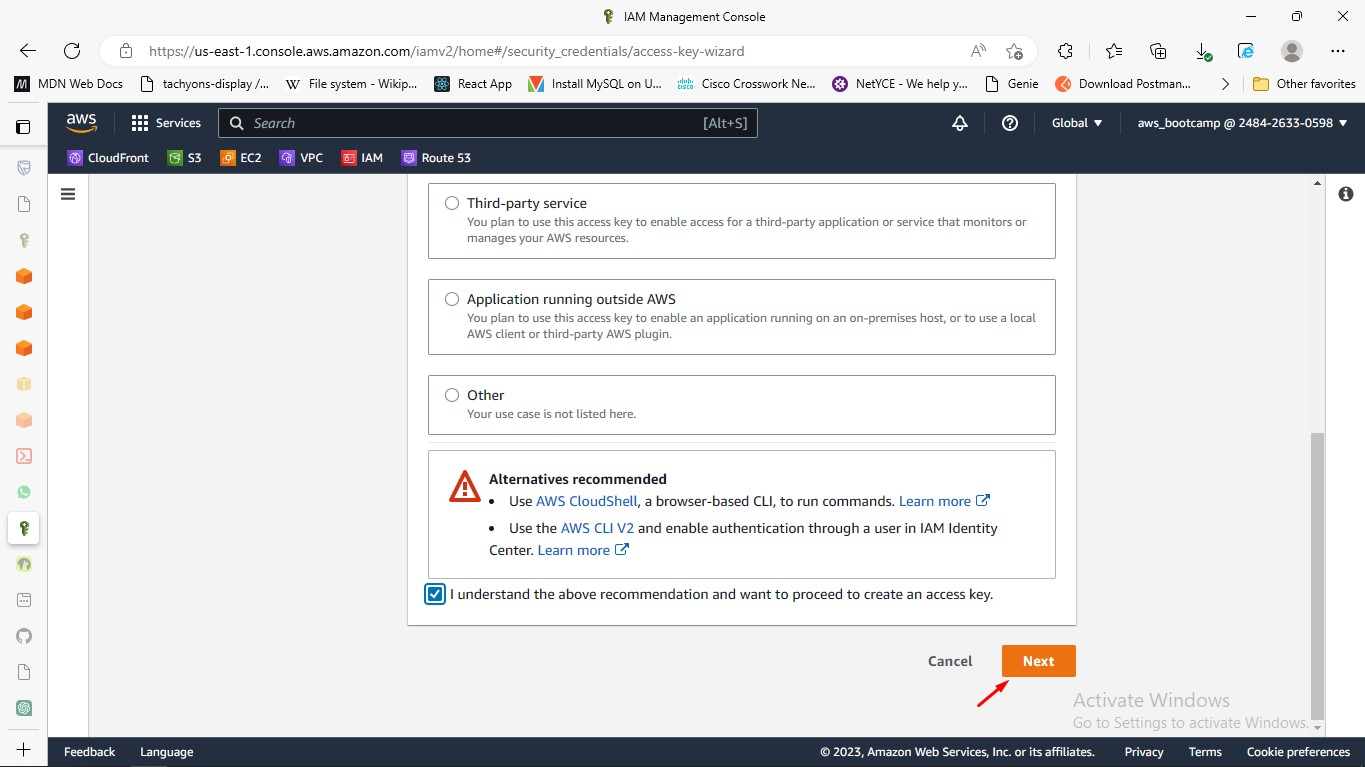 IAM Management Console
https://us-east-1.console.aws.amazon.com/iamv2/home#/security_credentials/access-key-wizard
MDN Web Docs
tachyons-display /...
File system - Wikip...
React App
Install MySQL on U...
Cisco Crosswork Ne...
NetYCE - We help y...
Genie
Download Postman...
Other favorites
aws
Services
Search
[Alt+S]
Global
aws_bootcamp @ 2484-2633-0598
CloudFront
S3
EC2
VPC
IAM
Route 53
Third-party service
You plan to use this access key to enable access for a third-party application or service that monitors or
manages your AWS resources.
Application running outside AWS
You plan to use this access key to enable an application running on an on-premises host, or to use a local
AWS client or third-party AWS plugin.
Other
Your use case is not listed here.
Alternatives recommended
• Use AWS CloudShell, a browser-based CLI, to run commands. Learn more
• Use the AWS CLI V2 and enable authentication through a user in IAM Identity
Center. Learn more
I understand the above recommendation and want to proceed to create an access key.
Cancel
Next
Activate Windows
Go to Settings to activate Windows.
Feedback
Language
© 2023, Amazon Web Services, Inc. or its affiliates.
Privacy
Terms
Cookie preferences